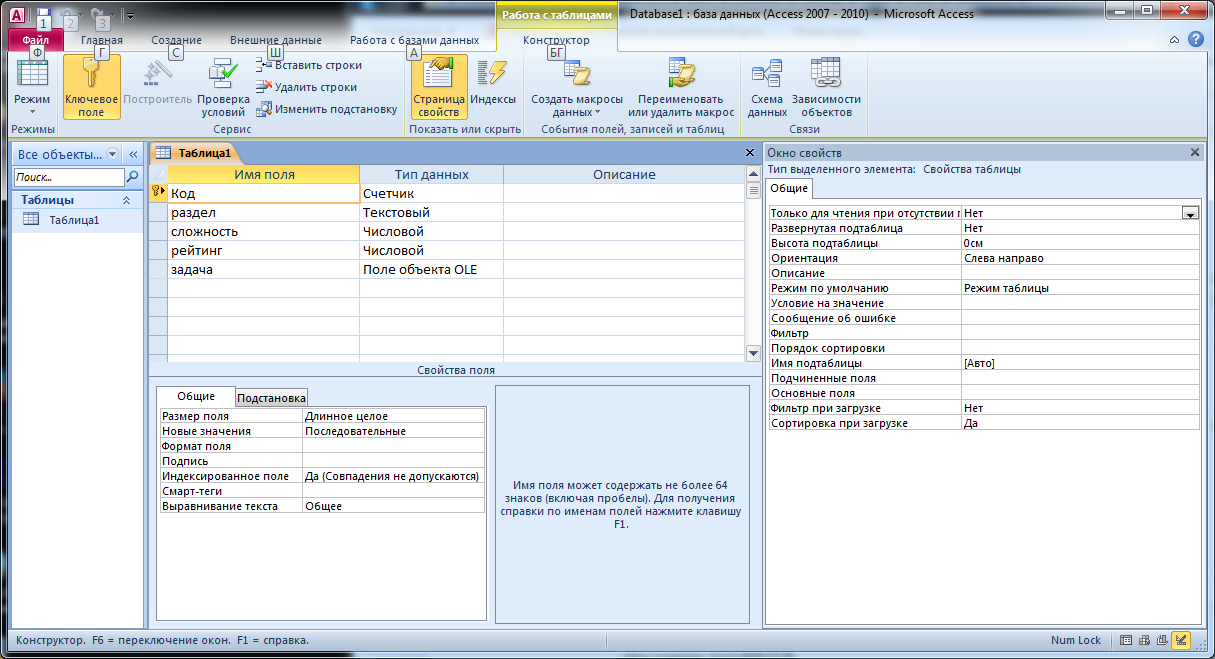 A
1
2
3
Работа с таблицами
Database1 : база данных (Access 2007 - 2010) - Microsoft Access
Файл
Главная
Создание
Внешние данные
Работа с базами данных
Конструктор
Ф
Г
С
Ш
А
БГ
Режим
Ключевое поле
Построитель
Проверка условий
Вставить строки
Удалить строки
Изменить подстановку
Страница свойств
Индексы
Создать макросы данных
Переименовать или удалить макрос
Схема данных
Зависимости объектов
Режимы
Сервис
Показать или скрыть
События полей, записей и таблиц
Связи
Все объекты...
Поиск...
Таблицы
Таблица1
Таблица1
Имя поля
Тип данных
Описание
Код
Счетчик
раздел
Текстовый
сложность
Числовой
рейтинг
Числовой
задача
Поле объекта OLE
Свойства поля
Общие
Подстановка
Размер поля
Длинное целое
Новые значения
Последовательные
Формат поля
Подпись
Индексированное поле
Да (Совпадения не допускаются)
Смарт-теги
Выравнивание текста
Общее
Имя поля может содержать не более 64
знаков (включая пробелы). Для получения
справки по именам полей нажмите клавишу
F1.
Окно свойств
Тип выделенного элемента: Свойства таблицы
Общие
Только для чтения при отсутствии п
Нет
Развернутая подтаблица
Нет
Высота подтаблицы
0см
Ориентация
Слева направо
Описание
Режим по умолчанию
Режим таблицы
Условие на значение
Сообщение об ошибке
Фильтр
Порядок сортировки
Имя подтаблицы
[Авто]
Подчиненные поля
Основные поля
Фильтр при загрузке
Нет
Сортировка при загрузке
Да
Конструктор. F6 = переключение окон. F1 = справка.
Num Lock